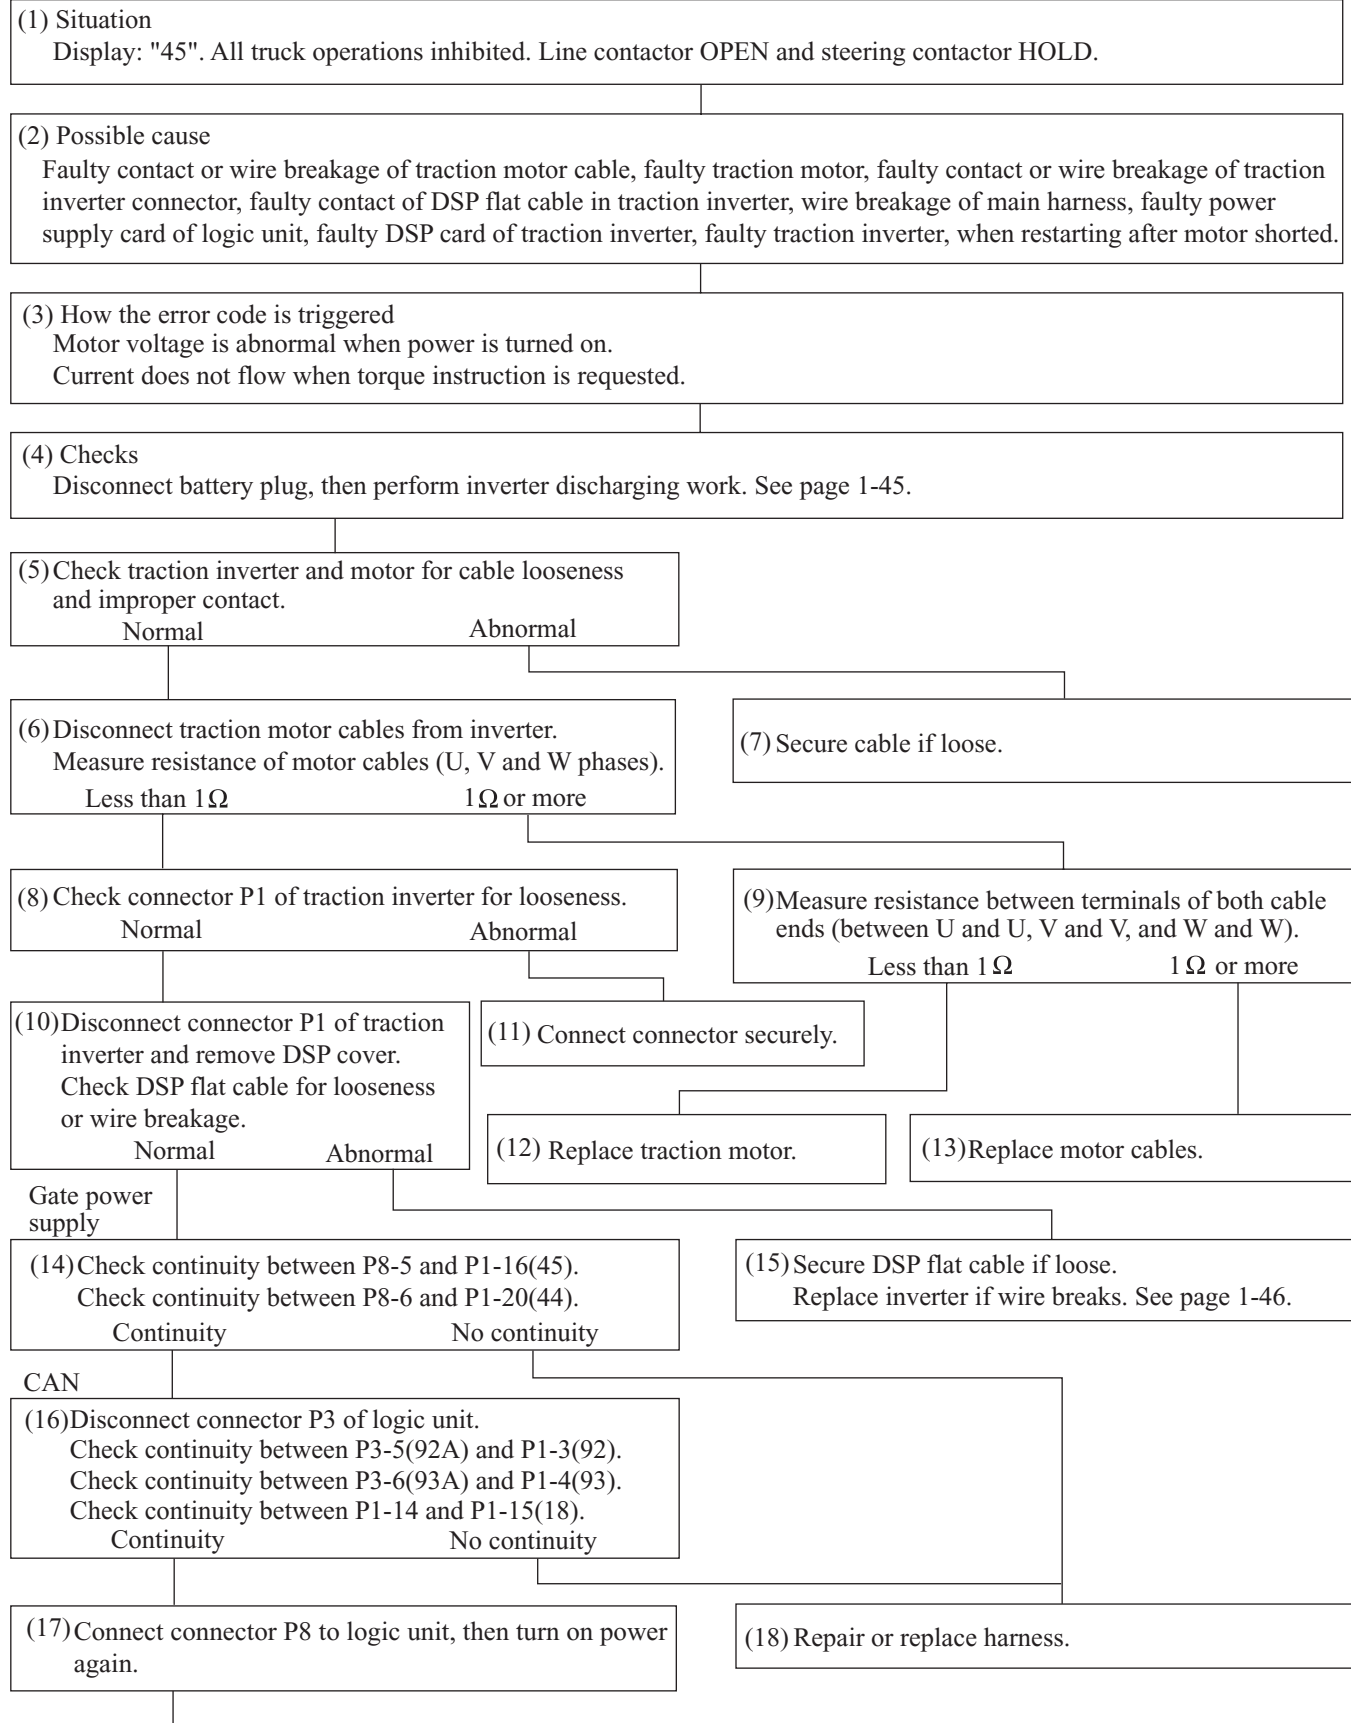 (1) Situation
Display: "45". All truck operations inhibited. Line contactor OPEN and steering contactor HOLD.
(2) Possible cause
Faulty contact or wire breakage of traction motor cable, faulty traction motor, faulty contact or wire breakage of traction
inverter connector, faulty contact of DSP flat cable in traction inverter, wire breakage of main harness, faulty power
supply card of logic unit, faulty DSP card of traction inverter, faulty traction inverter, when restarting after motor shorted.
(3) How the error code is triggered
Motor voltage is abnormal when power is turned on.
Current does not flow when torque instruction is requested.
(4) Checks
Disconnect battery plug, then perform inverter discharging work. See page 1-45.
(5) Check traction inverter and motor for cable looseness
and improper contact.
Normal Abnormal
(6) Disconnect traction motor cables from inverter.
Measure resistance of motor cables (U, V and W phases).
Less than 1Ω 1Ω or more
(7) Secure cable if loose.
(8) Check connector P1 of traction inverter for looseness.
Normal Abnormal
(9) Measure resistance between terminals of both cable
ends (between U and U, V and V, and W and W).
Less than 1 Ω 1 Ω or more
(10) Disconnect connector P1 of traction
inverter and remove DSP cover.
Check DSP flat cable for looseness
or wire breakage.
Normal Abnormal
(11) Connect connector securely.
(12) Replace traction motor.
(13) Replace motor cables.
Gate power
supply
(14) Check continuity between P8-5 and P1-16(45).
Check continuity between P8-6 and P1-20(44).
Continuity No continuity
(15) Secure DSP flat cable if loose.
Replace inverter if wire breaks. See page 1-46.
CAN
(16) Disconnect connector P3 of logic unit.
Check continuity between P3-5(92A) and P1-3(92).
Check continuity between P3-6(93A) and P1-4(93).
Check continuity between P1-14 and P1-15(18).
Continuity No continuity
(17) Connect connector P8 to logic unit, then turn on power
again.
(18) Repair or replace harness.